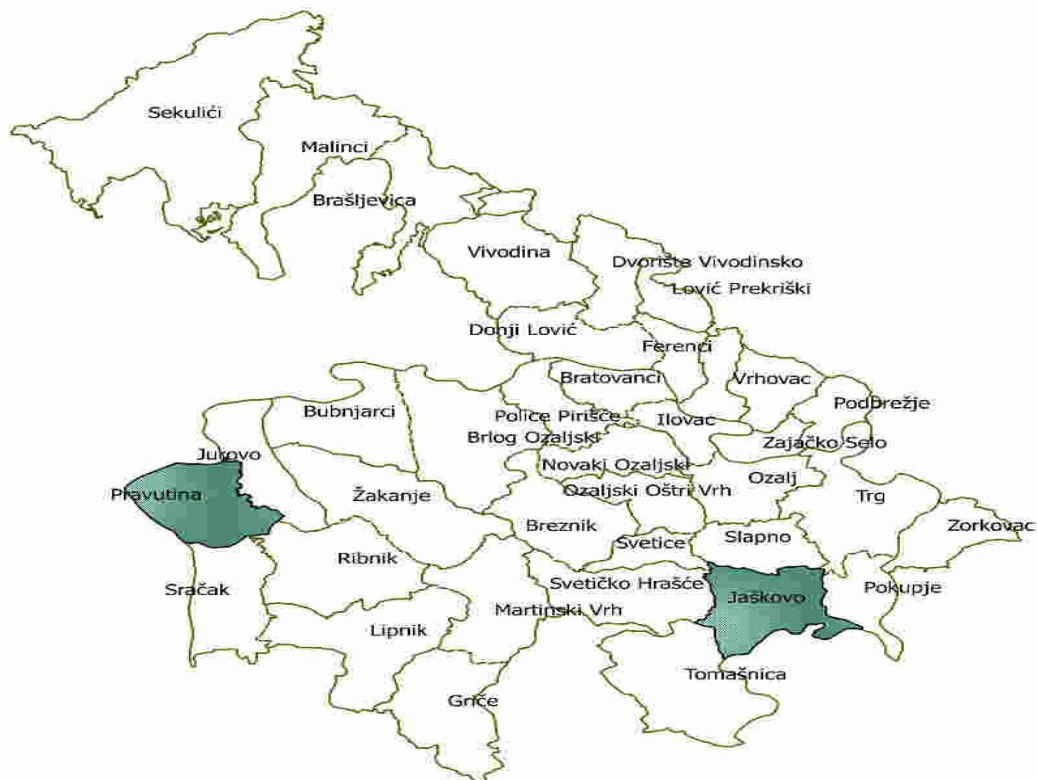 Sekulići
Malinci
Brašljevica
Vivodina
Dvorište Vivodinsko
Lović Prekriški
Donji Lović
Ferenci
Bratovanci
Vrhovac
Podbrežje
Bubnjarci
Police Pirišće
Ilovac
Brlog Ozaljski
Zajačko Selo
Jurovo
Novaki Ozaljski
Ozalj
Pravutina
Žakanje
Ozaljski Oštri Vrh
Trg
Breznik
Zorkovac
Slapno
Svetice
Ribnik
Sračak
Svetičko Hrašće
Pokupje
Jaškovo
Martinski Vrh
Lipnik
Tomašnica
Griče